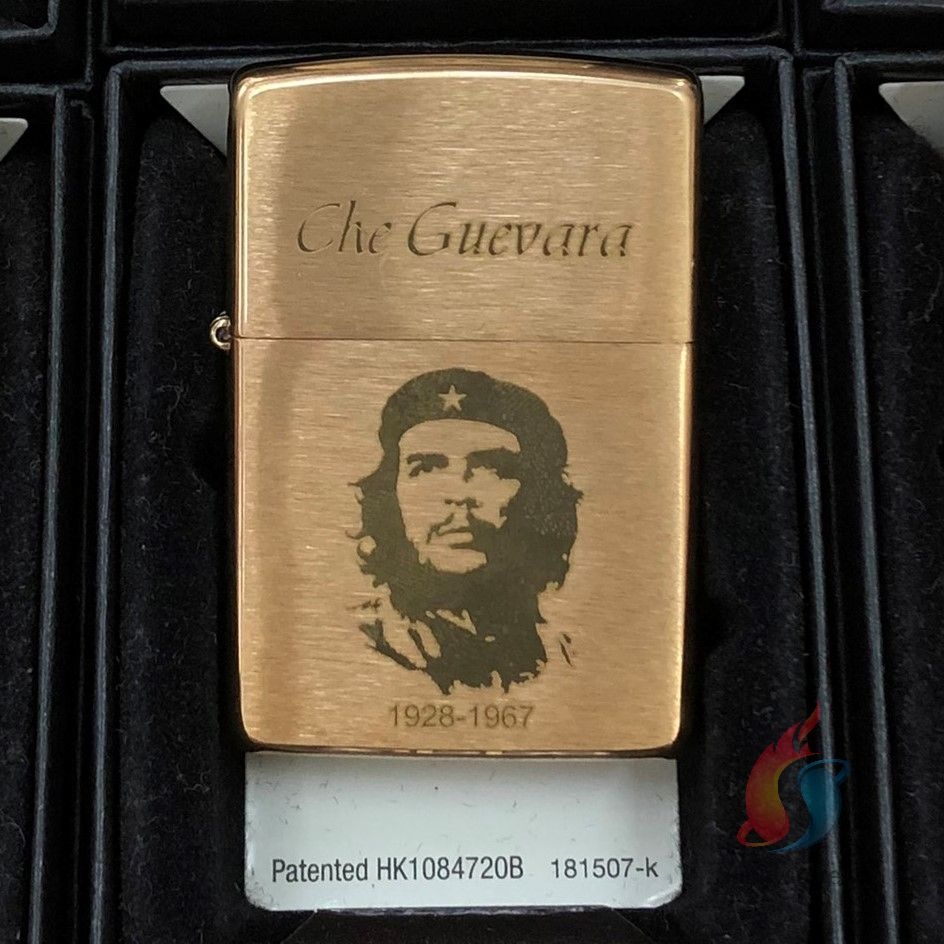 Che Guevara
1928-1967
Patented HK1084720B 181507-k